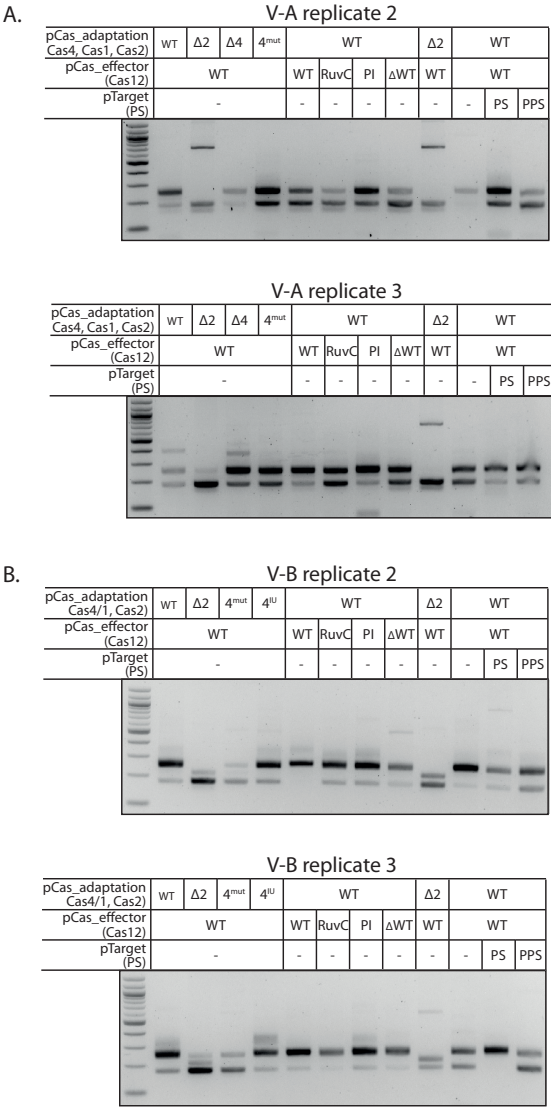 A.
V-A replicate 2
pCas_adaptation
Cas4, Cas1, Cas2) WT Δ2 Δ4 4mut WT Δ2 WT
pCas_effector
(Cas12) WT WT RuvC PI ΔWT WT WT
pTarget
(PS) - - - - - - - PS PPS
V-A replicate 3
pCas_adaptation
Cas4, Cas1, Cas2) WT Δ2 Δ4 4mut WT Δ2 WT
pCas_effector
(Cas12) WT WT RuvC PI ΔWT WT WT
pTarget
(PS) - - - - - - - PS PPS
B.
V-B replicate 2
pCas_adaptation
Cas4/1, Cas2) WT Δ2 4mut 4IU WT Δ2 WT
pCas_effector
(Cas12) WT WT RuvC PI ΔWT WT WT
pTarget
(PS) - - - - - - - PS PPS
V-B replicate 3
pCas_adaptation
Cas4/1, Cas2) WT Δ2 4mut 4IU WT Δ2 WT
pCas_effector
(Cas12) WT WT RuvC PI ΔWT WT WT
pTarget
(PS) - - - - - - - PS PPS